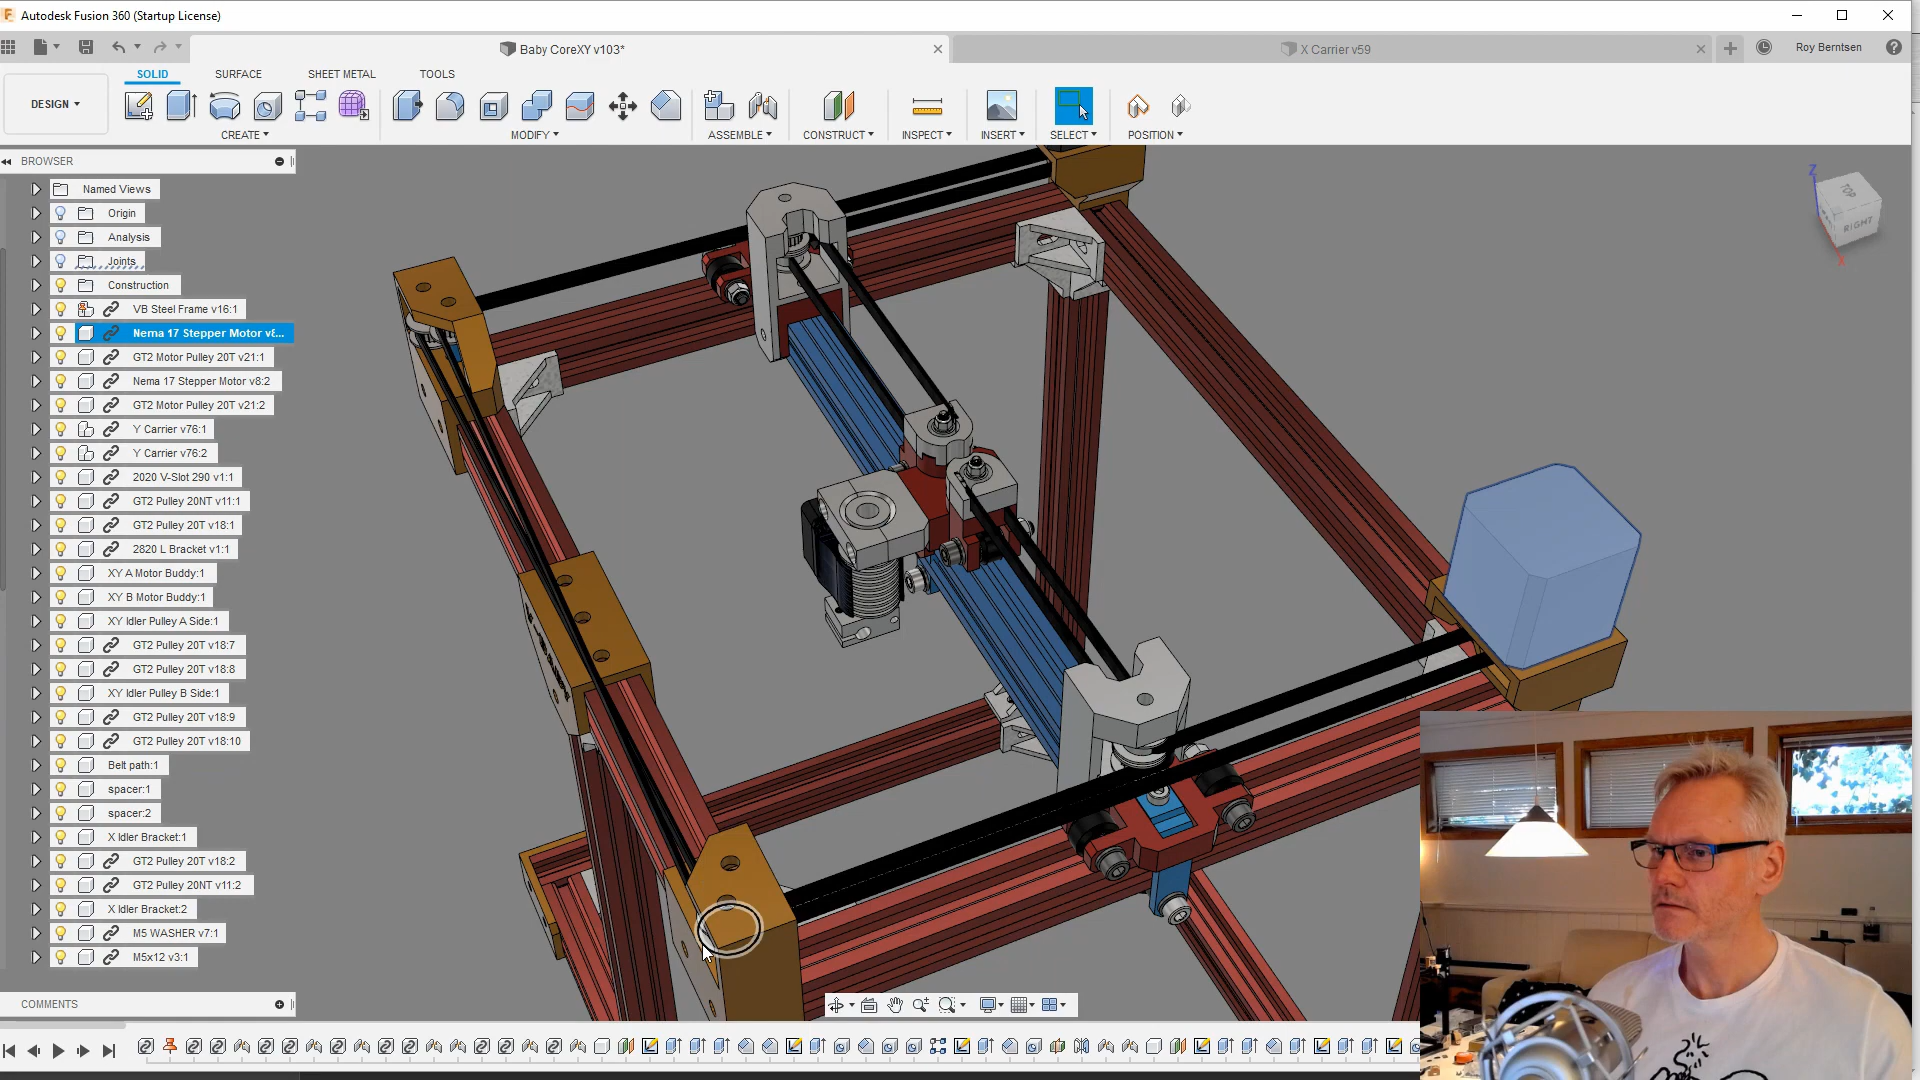 Autodesk Fusion 360 (Startup License)
Baby CoreXY v103*
X Carrier v59
Roy Berntsen
SOLID
SURFACE
SHEET METAL
TOOLS
DESIGN
CREATE
MODIFY
ASSEMBLE
CONSTRUCT
INSPECT
INSERT
SELECT
POSITION
BROWSER
Named Views
Origin
Analysis
Joints
Construction
VB Steel Frame v16:1
Nema 17 Stepper Motor v8...
GT2 Motor Pulley 20T v21:1
Nema 17 Stepper Motor v8:2
GT2 Motor Pulley 20T v21:2
Y Carrier v76:1
Y Carrier v76:2
2020 V-Slot 290 v1:1
GT2 Pulley 20NT v11:1
GT2 Pulley 20T v18:1
2820 L Bracket v1:1
XY A Motor Buddy:1
XY B Motor Buddy:1
XY Idler Pulley A Side:1
GT2 Pulley 20T v18:7
GT2 Pulley 20T v18:8
XY Idler Pulley B Side:1
GT2 Pulley 20T v18:9
GT2 Pulley 20T v18:10
Belt path:1
spacer:1
spacer:2
X Idler Bracket:1
GT2 Pulley 20T v18:2
GT2 Pulley 20NT v11:2
X Idler Bracket:2
M5 WASHER v7:1
M5x12 v3:1
COMMENTS
Z
TOP
RIGHT
X